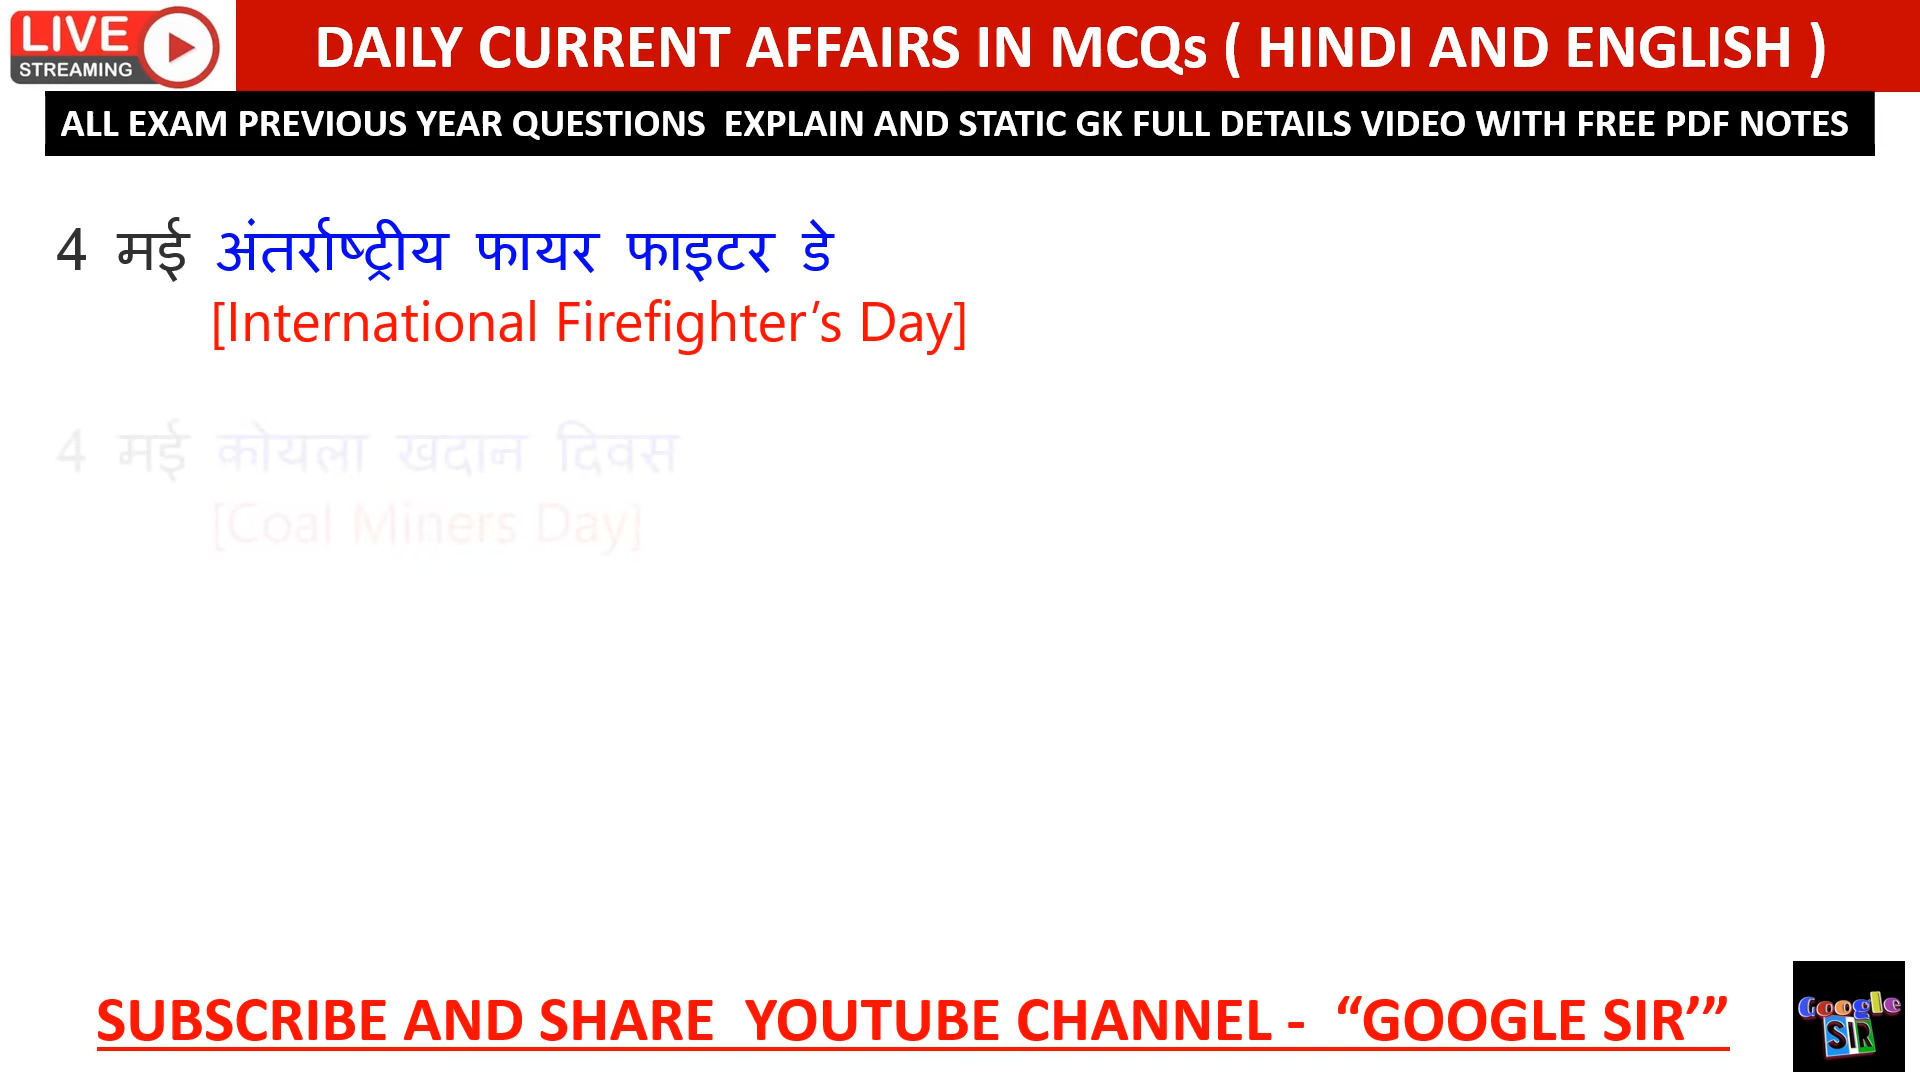 LIVE
STREAMING
DAILY CURRENT AFFAIRS IN MCQs ( HINDI AND ENGLISH )
ALL EXAM PREVIOUS YEAR QUESTIONS EXPLAIN AND STATIC GK FULL DETAILS VIDEO WITH FREE PDF NOTES
4 मई अंतर्राष्ट्रीय फायर फाइटर डे
[International Firefighter’s Day]
4 मई कोयला खदान दिवस
[Coal Miners Day]
SUBSCRIBE AND SHARE YOUTUBE CHANNEL - “GOOGLE SIR’”
Google
SIR